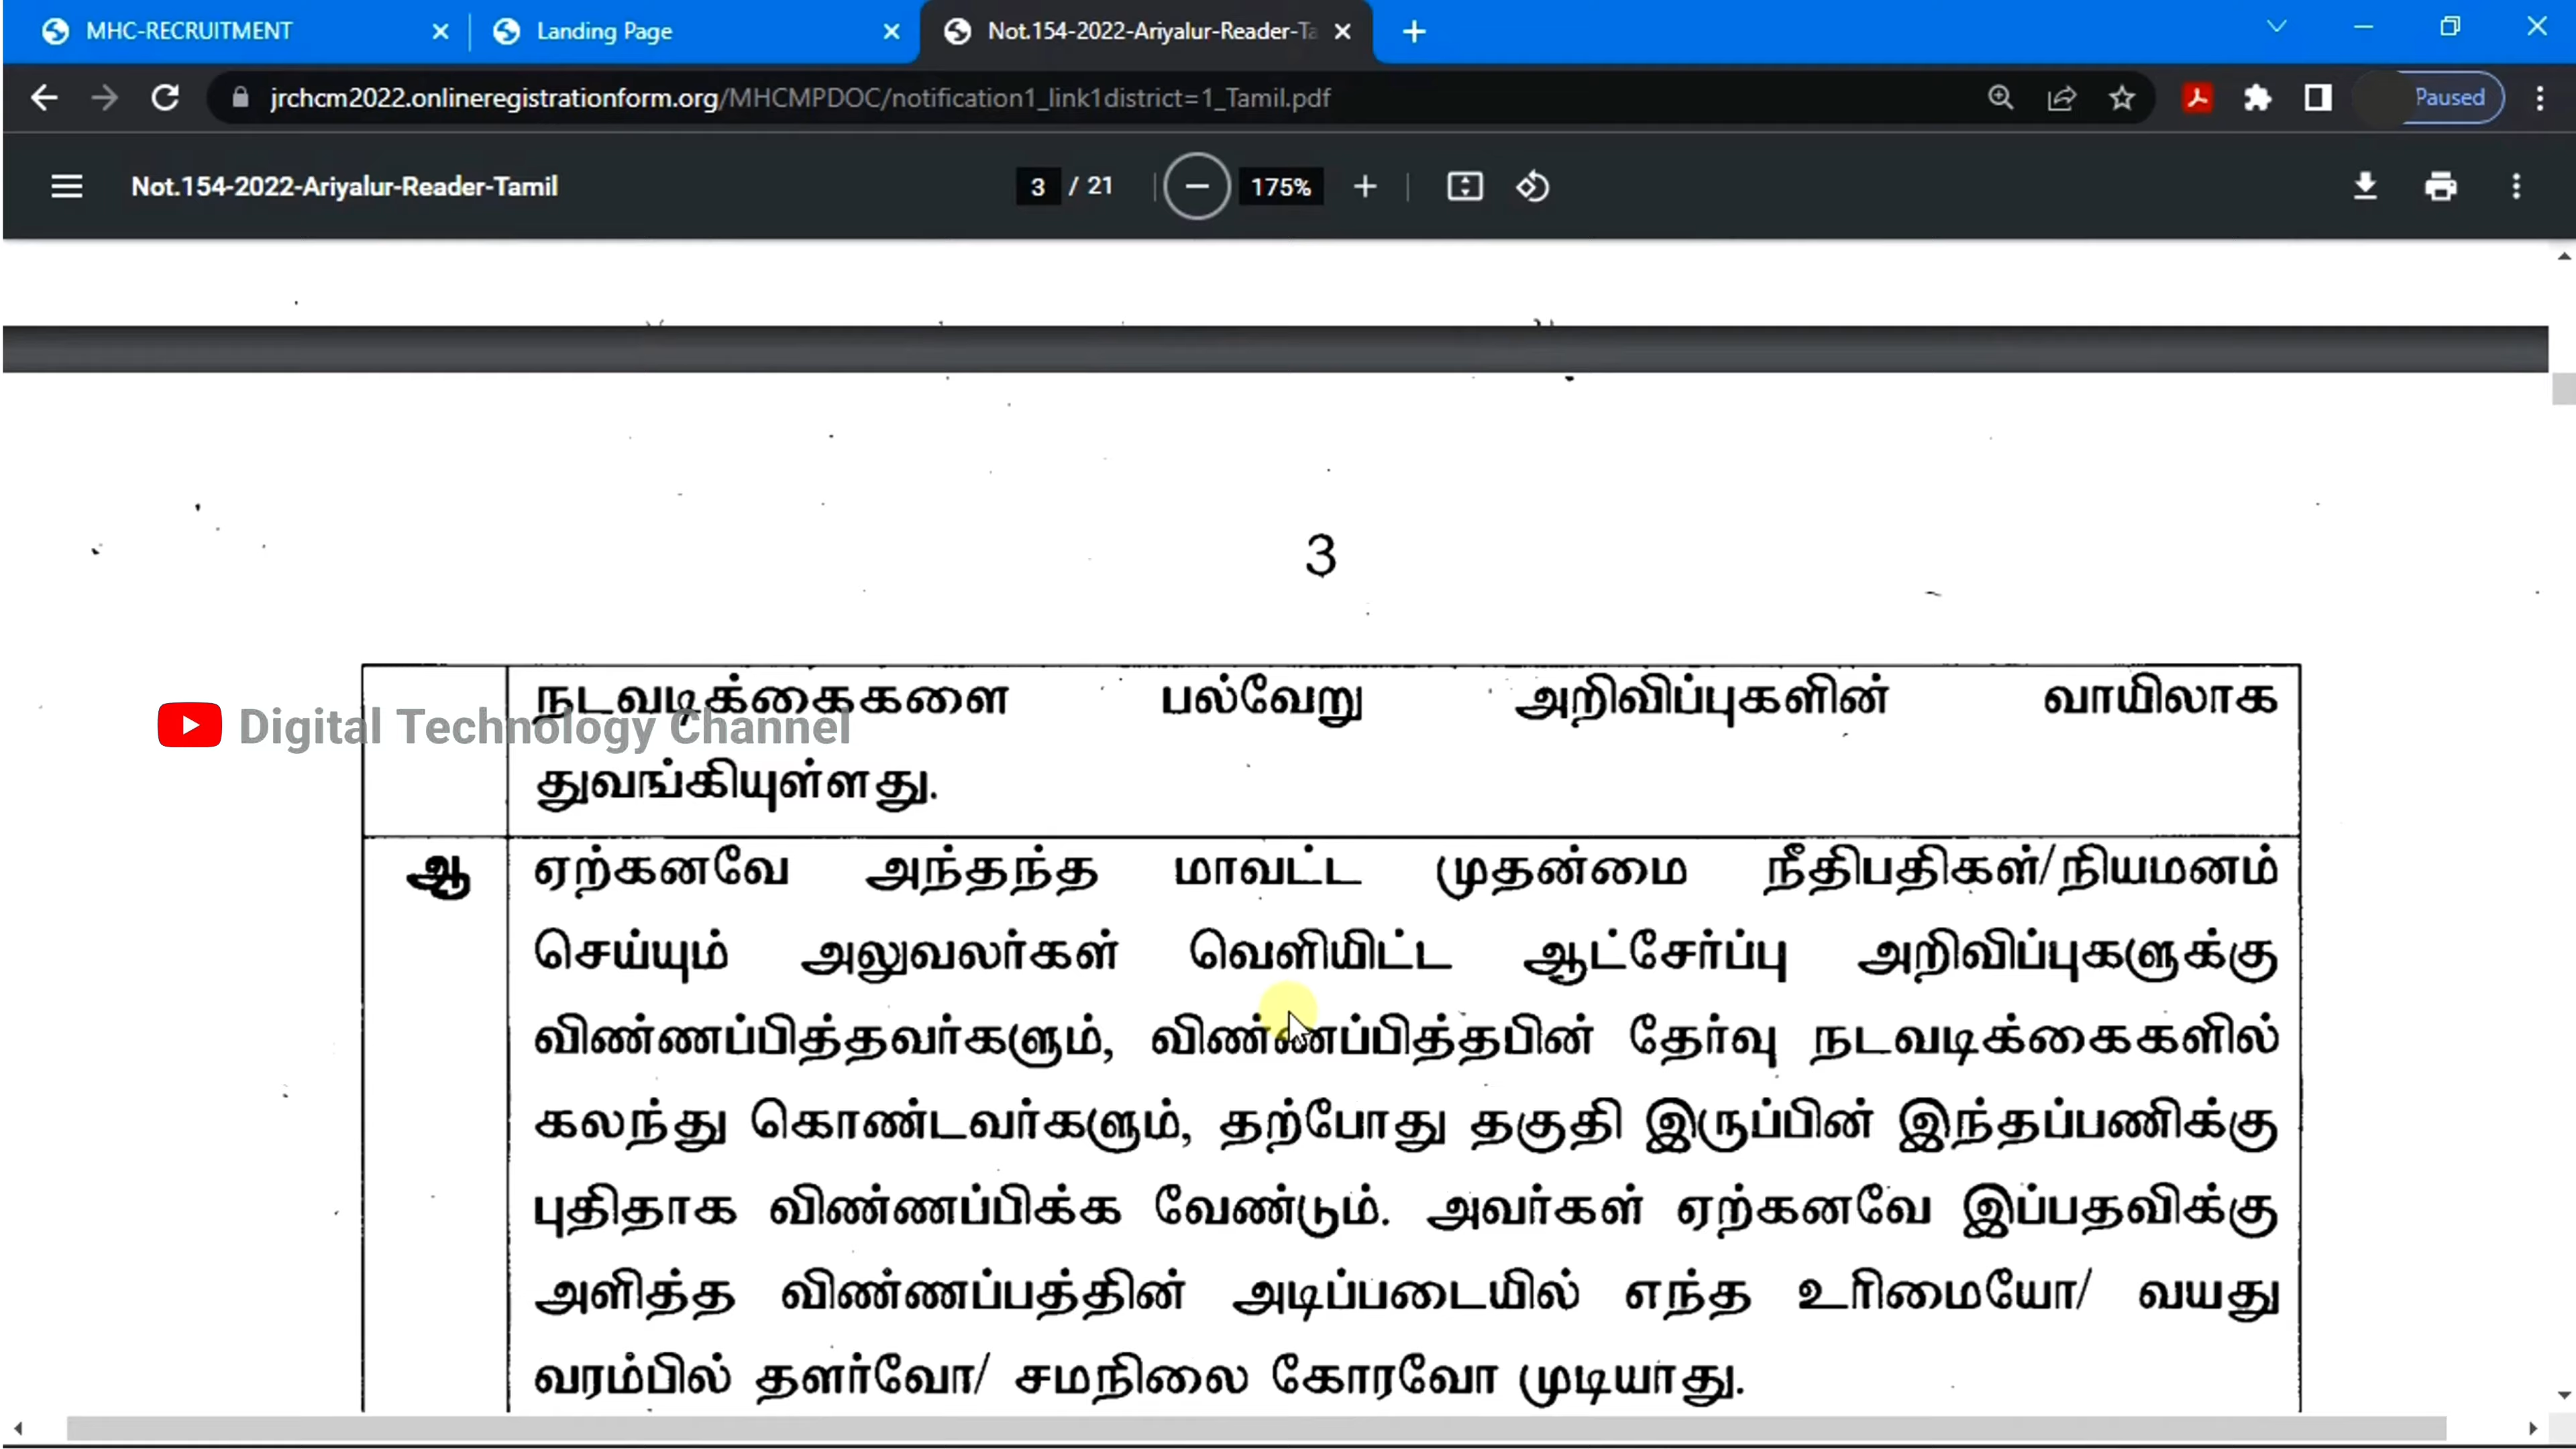 MHC-RECRUITMENT
Landing Page
Not.154-2022-Ariyalur-Reader-Ta
jrchcm2022.onlineregistrationform.org/MHCMPDOC/notification1_link1district=1_Tamil.pdf
Paused
Not.154-2022-Ariyalur-Reader-Tamil
3 / 21
175%
3
நடவடிக்கைகளை பல்வேறு அறிவிப்புகளின் வாயிலாக
Digital Technology Channel
துவங்கியுள்ளது.
ஆ ஏற்கனவே அந்தந்த மாவட்ட முதன்மை நீதிபதிகள்/நியமனம்
செய்யும் அலுவலர்கள் வெளியிட்ட ஆட்சேர்ப்பு அறிவிப்புகளுக்கு
விண்ணப்பித்தவர்களும், விண்ணப்பித்தபின் தேர்வு நடவடிக்கைகளில்
கலந்து கொண்டவர்களும், தற்போது தகுதி இருப்பின் இந்தப்பணிக்கு
புதிதாக விண்ணப்பிக்க வேண்டும். அவர்கள் ஏற்கனவே இப்பதவிக்கு
அளித்த விண்ணப்பத்தின் அடிப்படையில் எந்த உரிமையோ/ வயது
வரம்பில் தளர்வோ/ சமநிலை கோரவோ முடியாது.